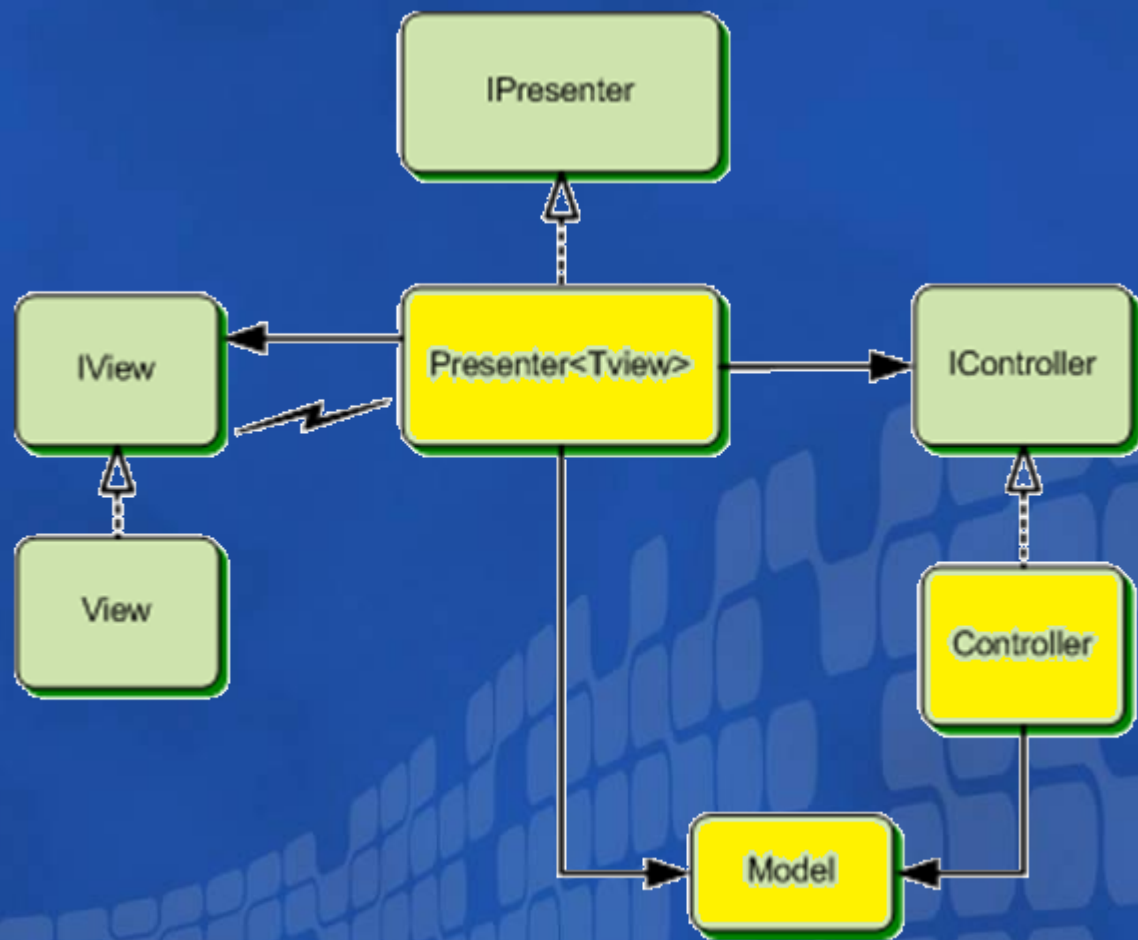 IPresenter
IView
Presenter<Tview>
IController
View
Controller
Model